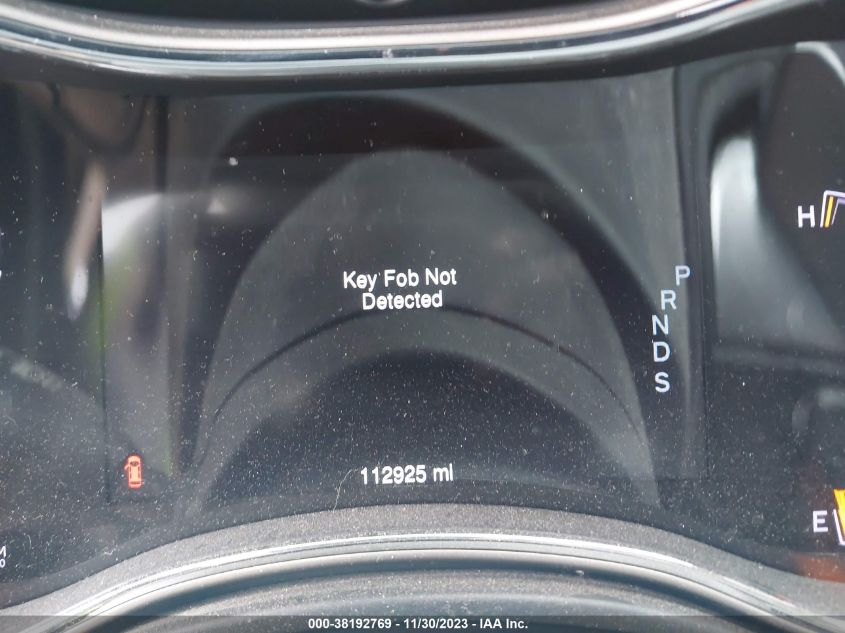 H
Key Fob Not
Detected
P
R
N
D
S
112925 mi
E
000-38192769 - 11/30/2023 - IAA Inc.